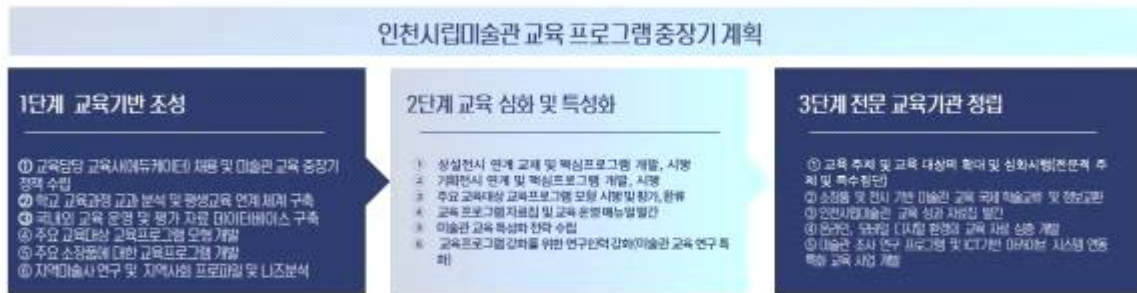 인천시립미술관 교육 프로그램 중장기 계획
1단계 교육기반 조성
① 교육담당 교육사(에듀케이터) 채용 및 미술관 교육 중장기
정책 수립
② 학교 교육과정 교과 분석 및 평생교육 연계체계 구축
③ 국내외 교육 운영 및 평가 자료 데이터베이스 구축
④ 주요 교육대상 교육프로그램 모형 개발
⑤ 주요 소장품에 대한 교육프로그램 개발
⑥ 지역미술사 연구 및 지역사회 프로파일 및 니즈분석
2단계 교육 심화 및 특성화
① 상설전시 연계 교재 및 핵심프로그램 개발, 시행
② 기획전시 연계 및 핵심프로그램 개발, 시행
③ 주요 교육대상 교육프로그램 모형 시행 및 평가, 환류
④ 교육 프로그램 자료집 및 교육 운영 매뉴얼 발간
⑤ 미술관 교육 특성화 전략 수립
⑥ 교육프로그램 강화를 위한 연구인력 강화(미술관 교육 연구 특
화)
3단계 전문 교육기관 정립
① 교육 주제 및 교육 대상의 확대 및 심화시행(전문적 주
제 및 특수집단)
② 소장품 및 전시 기반 미술관 교육 국제 학술교류 및 정보교환
③ 인천시립미술관 교육 성과 자료집 발간
④ 온라인, 모바일 디지털 환경의 교육 자료 심층 개발
⑤ 미술관 조사 연구 프로그램 및 ICT기반 아카이브 시스템 연동
특화 교육 사업 개발